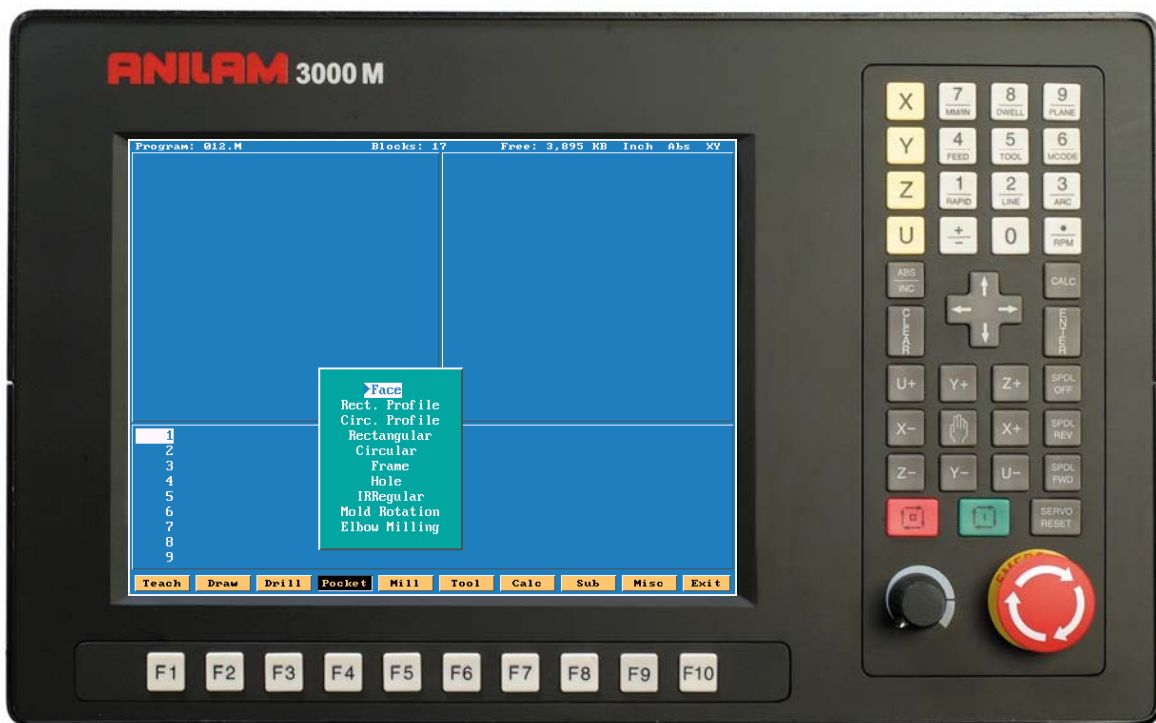 ANILAM 3000 M
Program: 012.M Blocks: 17 Free: 3,895 KB Inch Abs XY
Face
Rect. Profile
Circ. Profile
Rectangular
Circular
Frame
Hole
IRRegular
Mold Rotation
Elbow Milling
1
2
3
4
5
6
7
8
9
Teach Draw Drill Pocket Mill Tool Calc Sub Misc Exit
F1 F2 F3 F4 F5 F6 F7 F8 F9 F10
X 7 8 9
MM/IN DWELL PLANE
Y 4 5 6
FEED TOOL MCODE
Z 1 2 3
RAPID LINE ARC
U + − 0 •
RPM
ABS INC CALC
CLEAR ENTER
U+ Y+ Z+ SPDL OFF
X− X+ SPDL REV
Z− Y− U− SPDL FWD
SERVO RESET